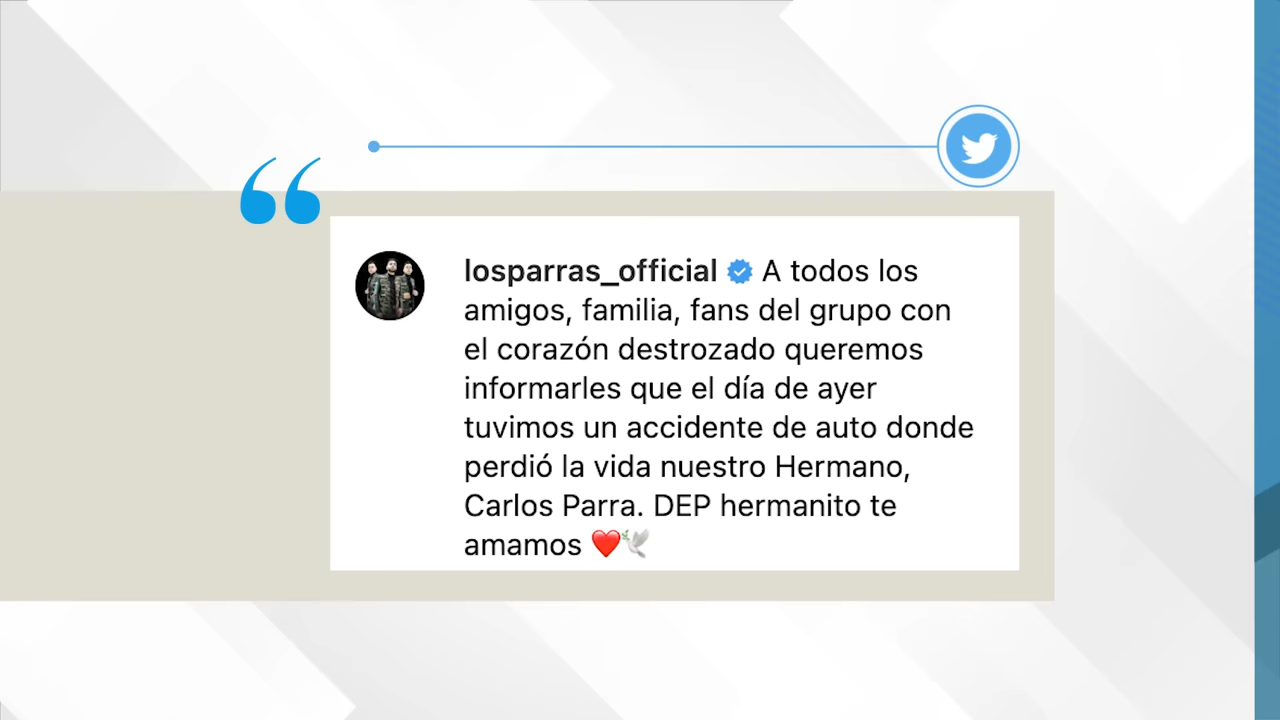 “
losparras_official A todos los
amigos, familia, fans del grupo con
el corazón destrozado queremos
informarles que el día de ayer
tuvimos un accidente de auto donde
perdió la vida nuestro Hermano,
Carlos Parra. DEP hermanito te
amamos ❤️🕊️